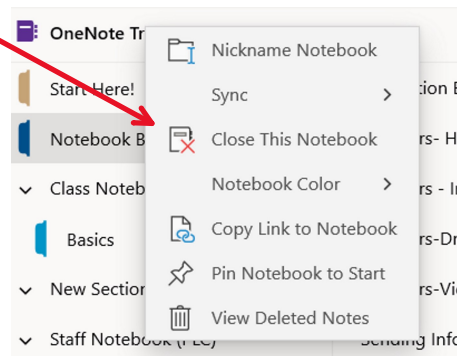 OneNote Tr
Nickname Notebook
Start Here!
Sync
Notebook B
Close This Notebook
rs- H
Class Noteb
Notebook Color
rs - I
Copy Link to Notebook
Basics
rs-Dr
Pin Notebook to Start
New Section
rs-Vi
View Deleted Notes
Staff Notebook (PLC)
Sending Info